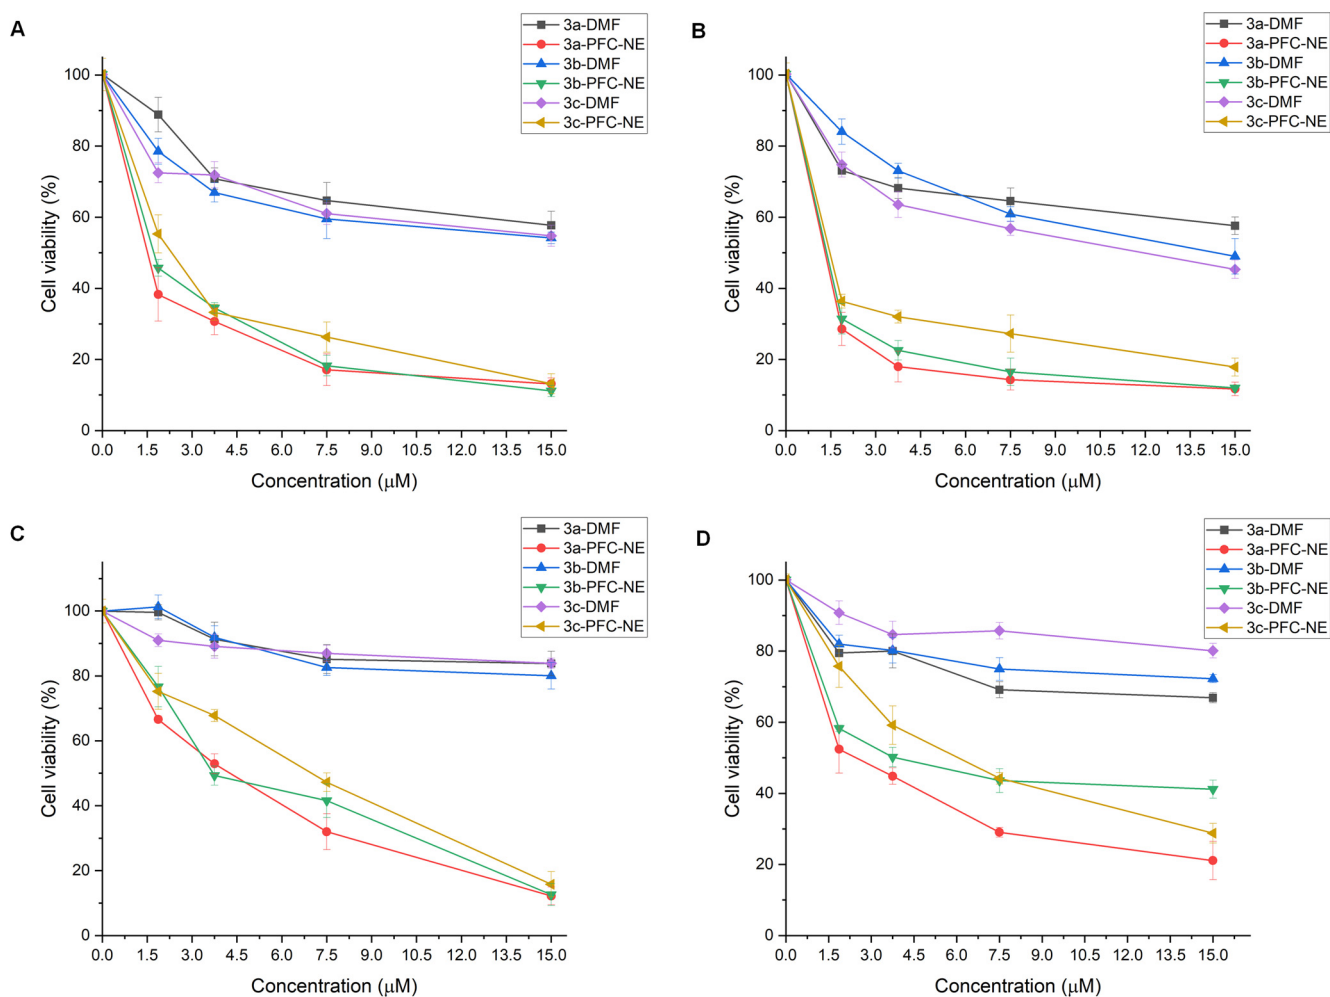 A
3a-DMF
3a-PFC-NE
3b-DMF
3b-PFC-NE
3c-DMF
3c-PFC-NE
Cell viability (%)
100
80
60
40
20
0
0.0 1.5 3.0 4.5 6.0 7.5 9.0 10.5 12.0 13.5 15.0
Concentration (μM)
B
3a-DMF
3a-PFC-NE
3b-DMF
3b-PFC-NE
3c-DMF
3c-PFC-NE
Cell viability (%)
100
80
60
40
20
0
0.0 1.5 3.0 4.5 6.0 7.5 9.0 10.5 12.0 13.5 15.0
Concentration (μM)
C
3a-DMF
3a-PFC-NE
3b-DMF
3b-PFC-NE
3c-DMF
3c-PFC-NE
Cell viability (%)
100
80
60
40
20
0
0.0 1.5 3.0 4.5 6.0 7.5 9.0 10.5 12.0 13.5 15.0
Concentration (μM)
D
3a-DMF
3a-PFC-NE
3b-DMF
3b-PFC-NE
3c-DMF
3c-PFC-NE
Cell viability (%)
100
80
60
40
20
0
0.0 1.5 3.0 4.5 6.0 7.5 9.0 10.5 12.0 13.5 15.0
Concentration (μM)